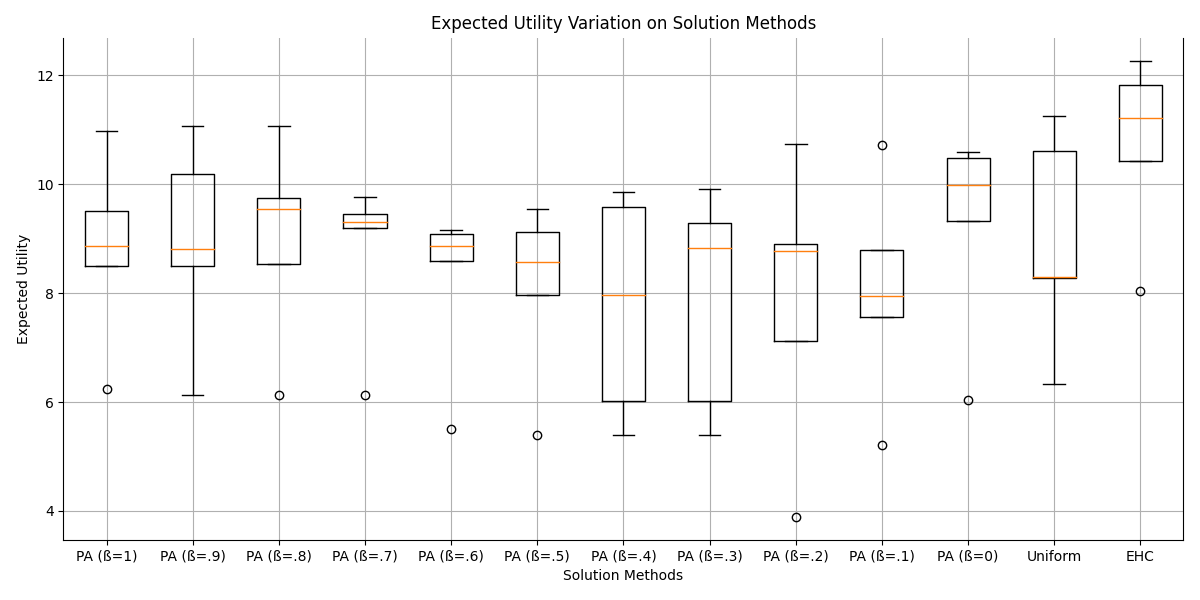 Expected Utility Variation on Solution Methods
Expected Utility
12
10
8
6
4
PA (ß=1) PA (ß=.9) PA (ß=.8) PA (ß=.7) PA (ß=.6) PA (ß=.5) PA (ß=.4) PA (ß=.3) PA (ß=.2) PA (ß=.1) PA (ß=0) Uniform EHC
Solution Methods